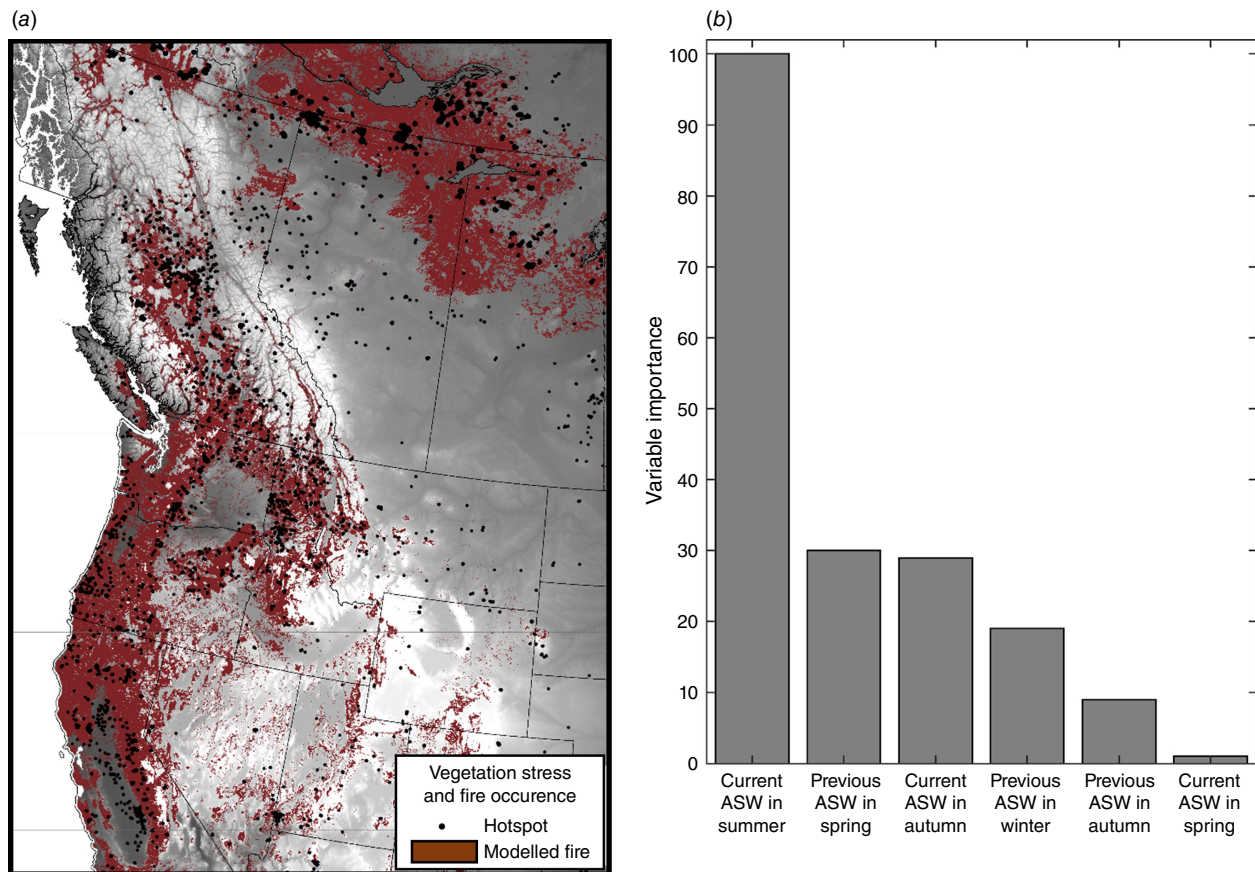 (a)
Vegetation stress
and fire occurence
Hotspot
Modelled fire
(b)
Variable importance
100
90
80
70
60
50
40
30
20
10
0
Current
ASW in
summer
Previous
ASW in
spring
Current
ASW in
autumn
Previous
ASW in
winter
Previous
ASW in
autumn
Current
ASW in
spring